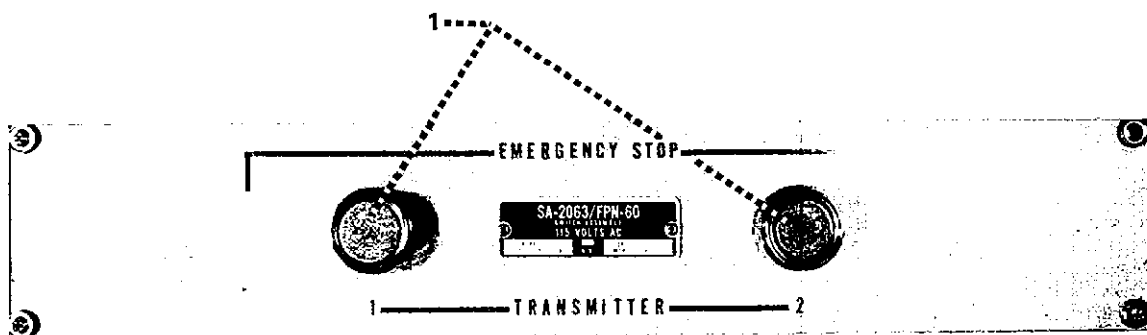 1
EMERGENCY STOP
SA-2063/FPN-60
SWITCH ASSEMBLY
115 VOLTS AC
1 TRANSMITTER 2